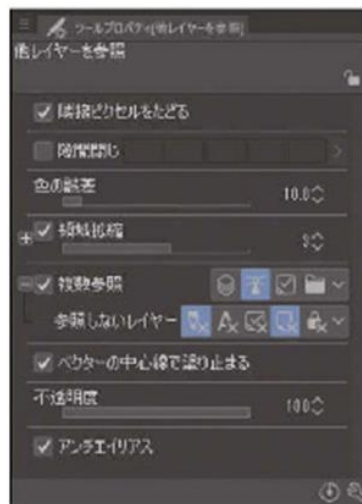 ツールプロパティ[他レイヤーを参照]
他レイヤーを参照
隣接ピクセルをたどる
隙間閉じ
色の誤差 10.0
領域拡縮 3
複数参照
参照しないレイヤー
ベクターの中心線で塗り止まる
不透明度 100
アンチエイリアス